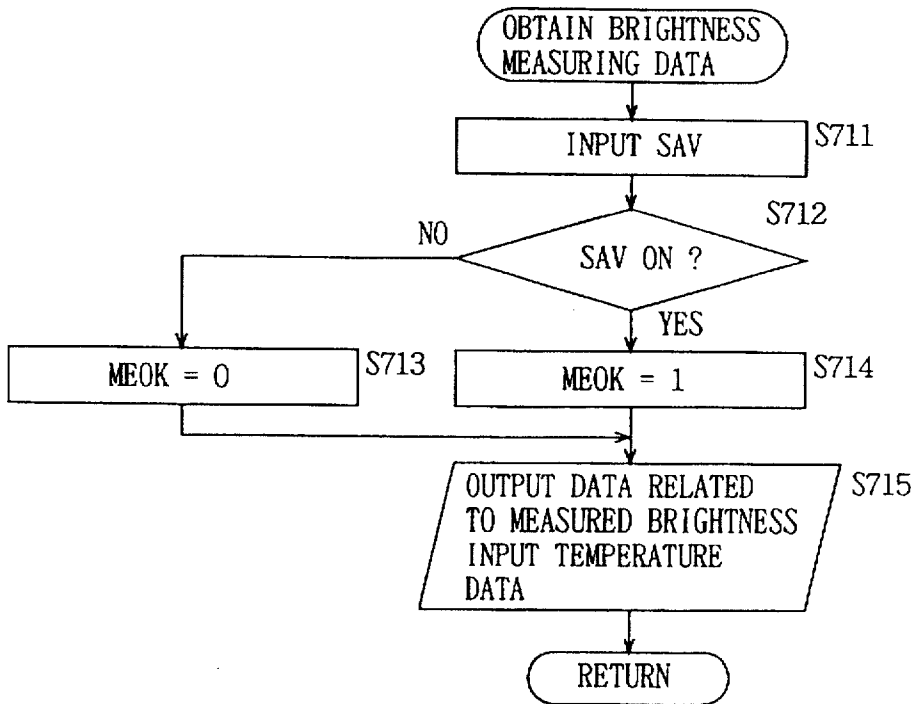 OBTAIN BRIGHTNESS
MEASURING DATA
INPUT SAV
S711
S712
SAV ON ?
NO
YES
MEOK = 0
S713
MEOK = 1
S714
OUTPUT DATA RELATED
TO MEASURED BRIGHTNESS
INPUT TEMPERATURE
DATA
S715
RETURN